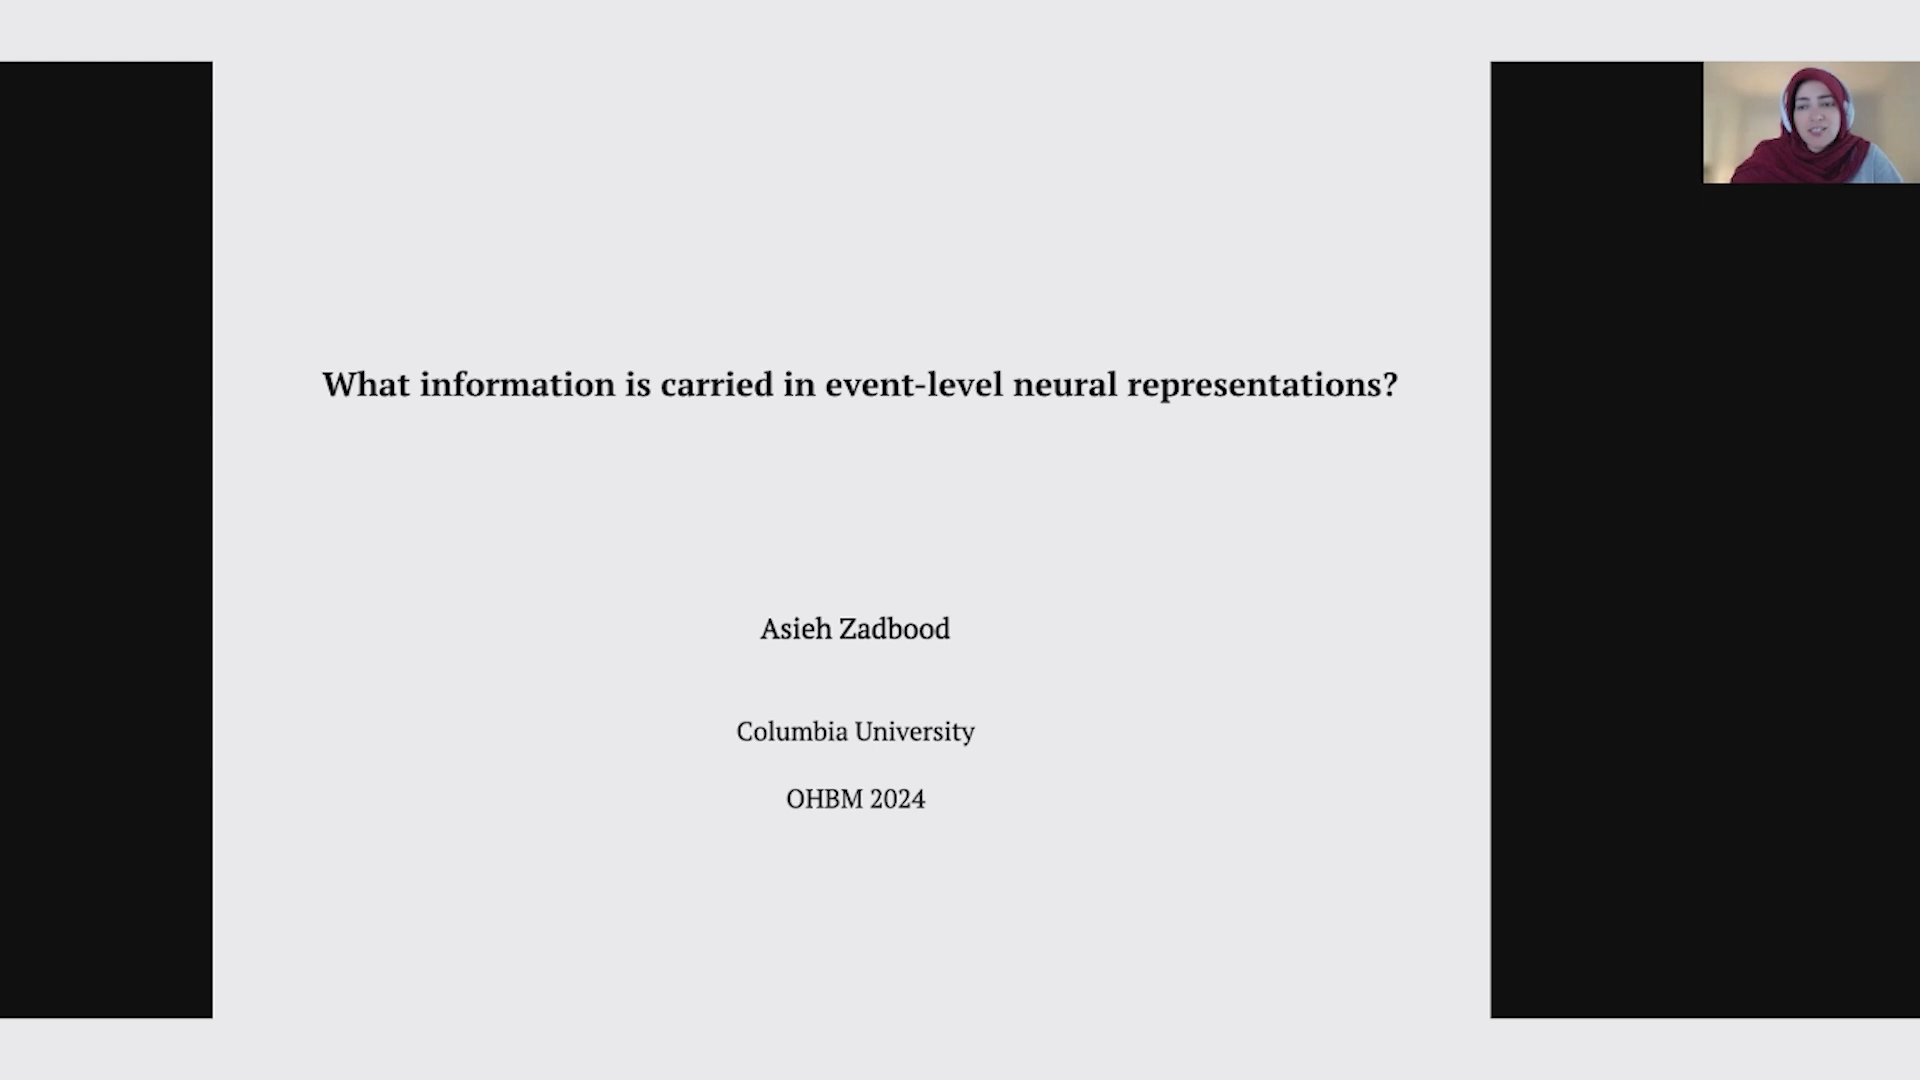 What information is carried in event-level neural representations?
Asieh Zadbood
Columbia University
OHBM 2024